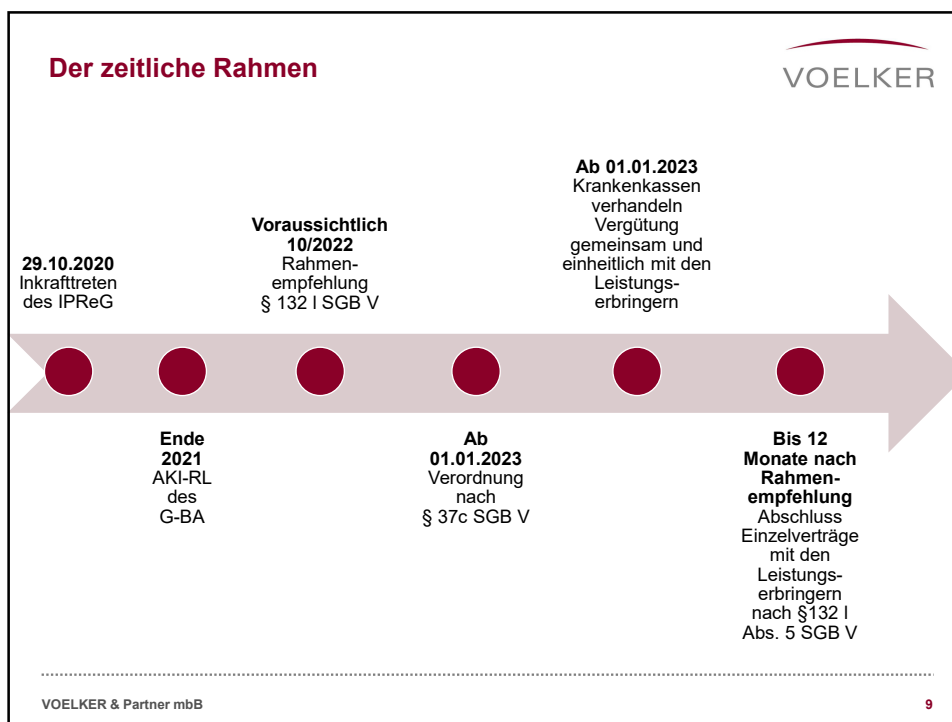 Der zeitliche Rahmen
VOELKER
29.10.2020
Inkrafttreten
des IPReG
Ende
2021
AKI-RL
des
G-BA
Voraussichtlich
10/2022
Rahmen-
empfehlung
§ 132 l SGB V
Ab
01.01.2023
Verordnung
nach
§ 37c SGB V
Ab 01.01.2023
Krankenkassen
verhandeln
Vergütung
gemeinsam und
einheitlich mit den
Leistungs-
erbringern
Bis 12
Monate nach
Rahmen-
empfehlung
Abschluss
Einzelverträge
mit den
Leistungs-
erbringern
nach §132 l
Abs. 5 SGB V
VOELKER & Partner mbB
9